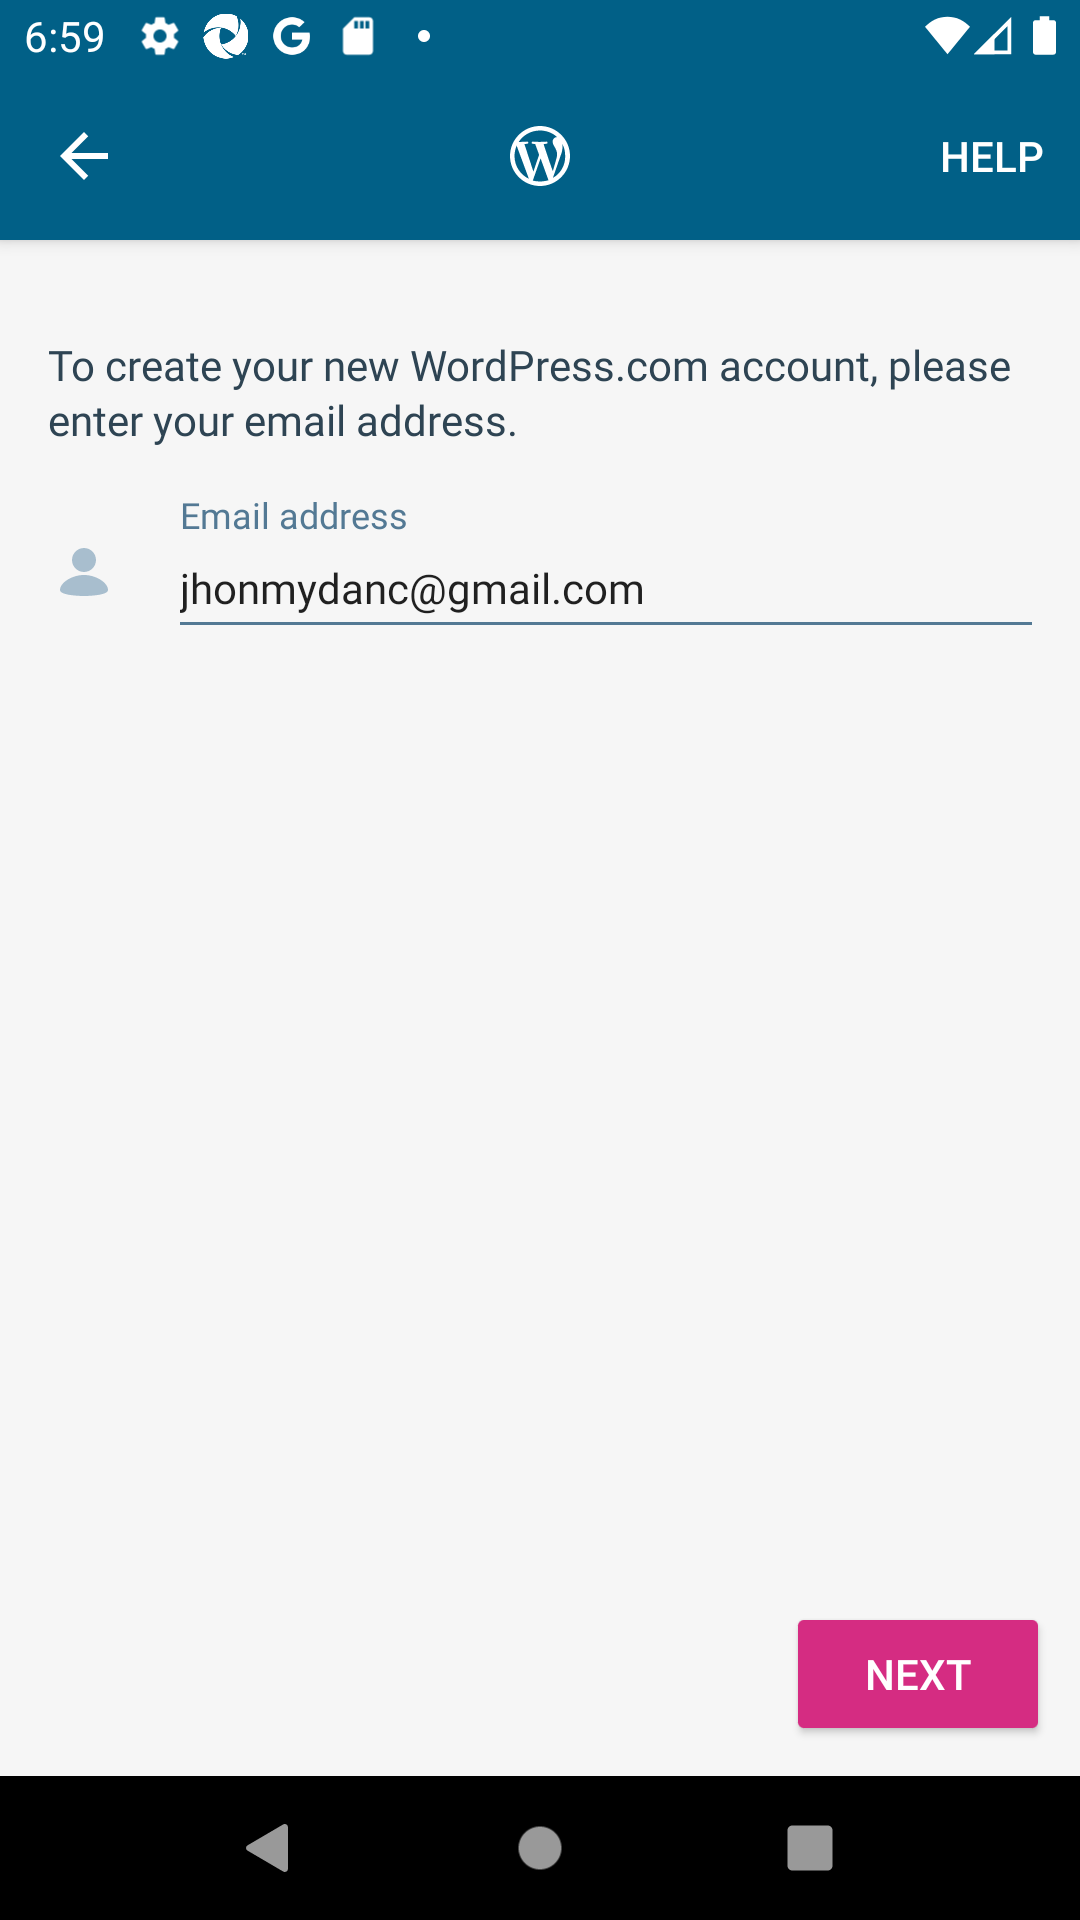 6:59
HELP
To create your new WordPress.com account, please
enter your email address.
Email address
jhonmydanc@gmail.com
NEXT